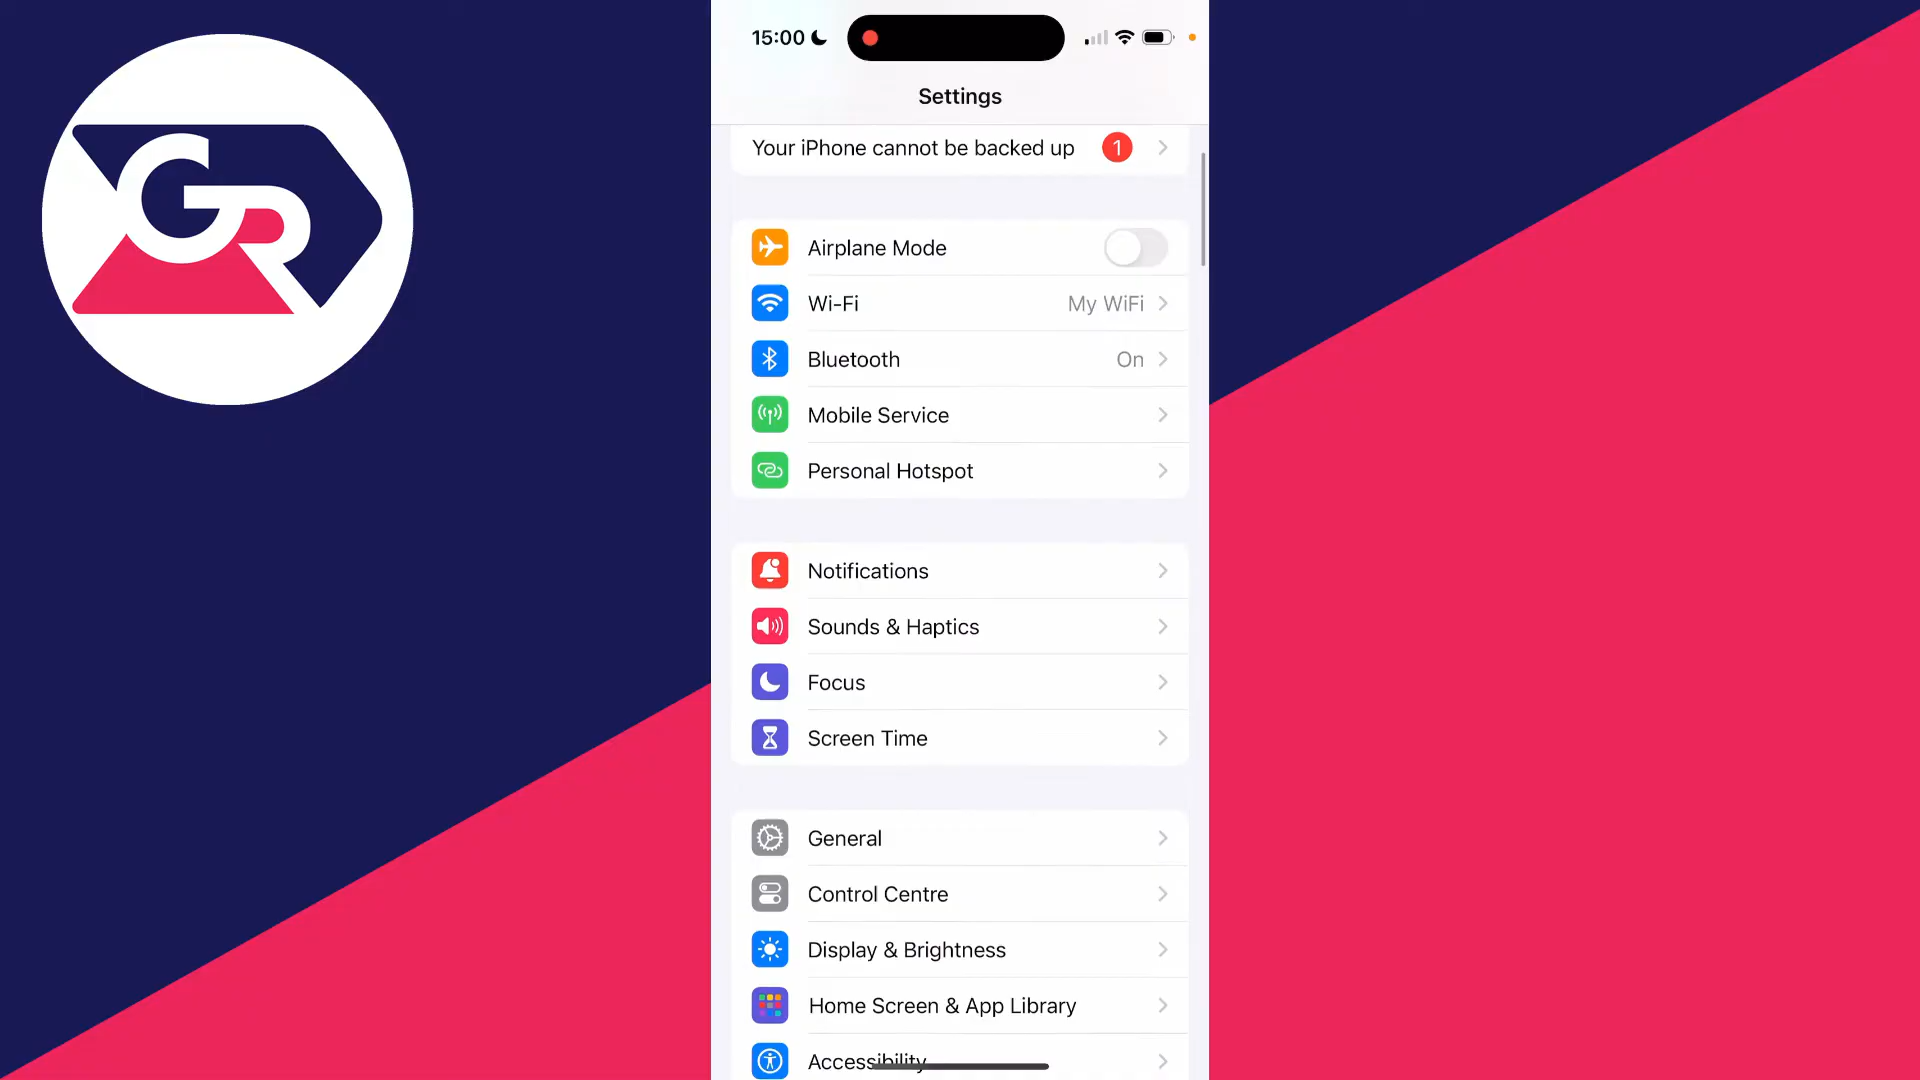 GR
15:00
Settings
Your iPhone cannot be backed up 1
Airplane Mode
Wi-Fi My WiFi
Bluetooth On
Mobile Service
Personal Hotspot
Notifications
Sounds & Haptics
Focus
Screen Time
General
Control Centre
Display & Brightness
Home Screen & App Library
Accessibility